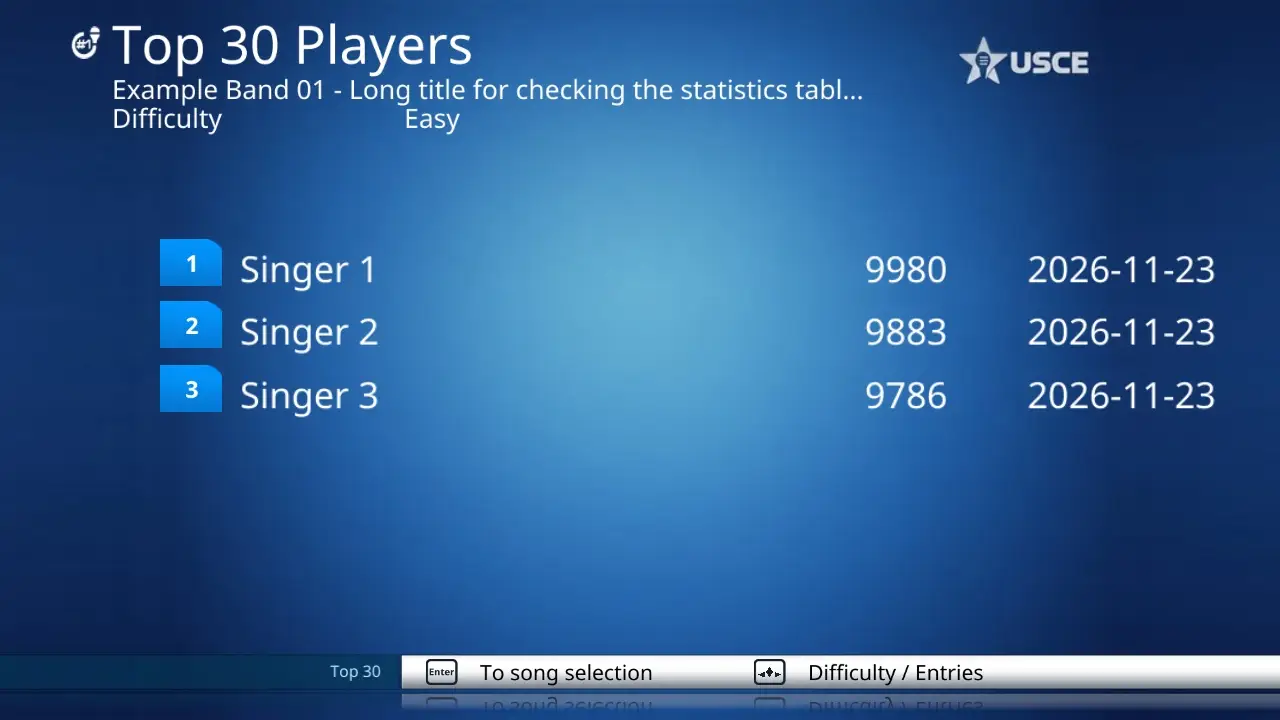 #1 Top 30 Players
USCE
Example Band 01 - Long title for checking the statistics tabl...
Difficulty Easy
1 Singer 1 9980 2026-11-23
2 Singer 2 9883 2026-11-23
3 Singer 3 9786 2026-11-23
Top 30 Enter To song selection Difficulty / Entries